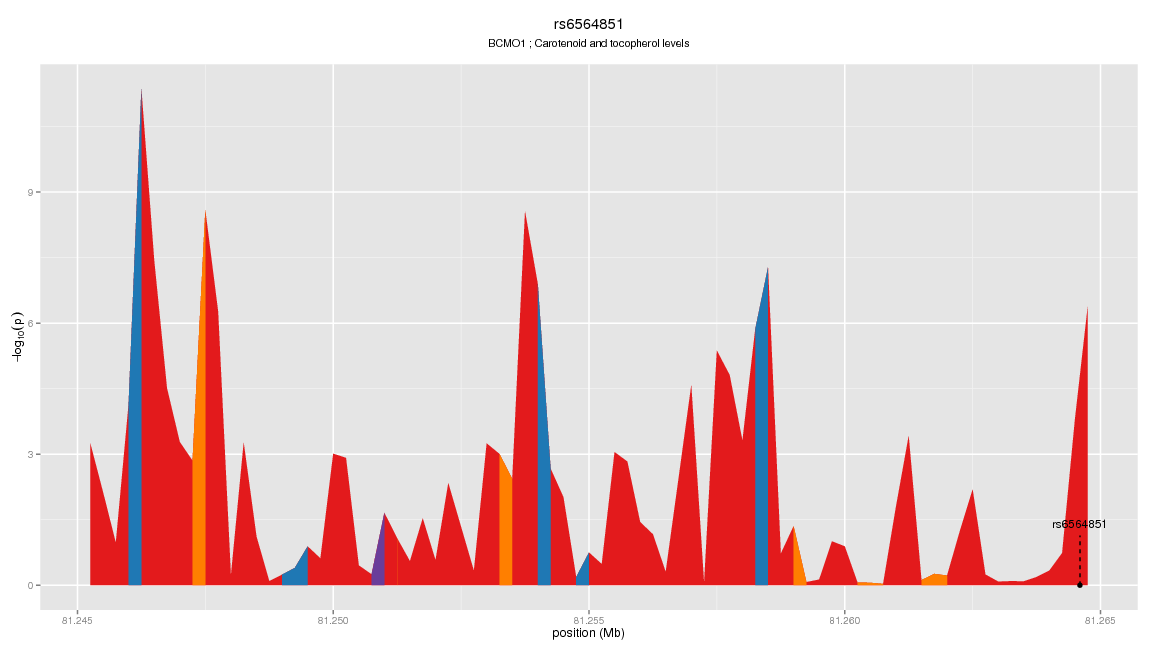 rs6564851
BCMO1 ; Carotenoid and tocopherol levels
−log10(p)
9
6
3
0
rs6564851
81.245 81.250 81.255 81.260 81.265
position (Mb)